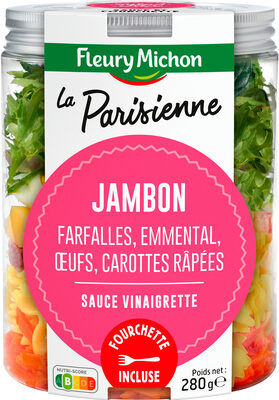 Fleury Michon
La Parisienne
JAMBON
FARFALLES, EMMENTAL,
ŒUFS, CAROTTES RÂPÉES
SAUCE VINAIGRETTE
FOURCHETTE
INCLUSE
NUTRI-SCORE
A B C D E
Poids net :
280g e